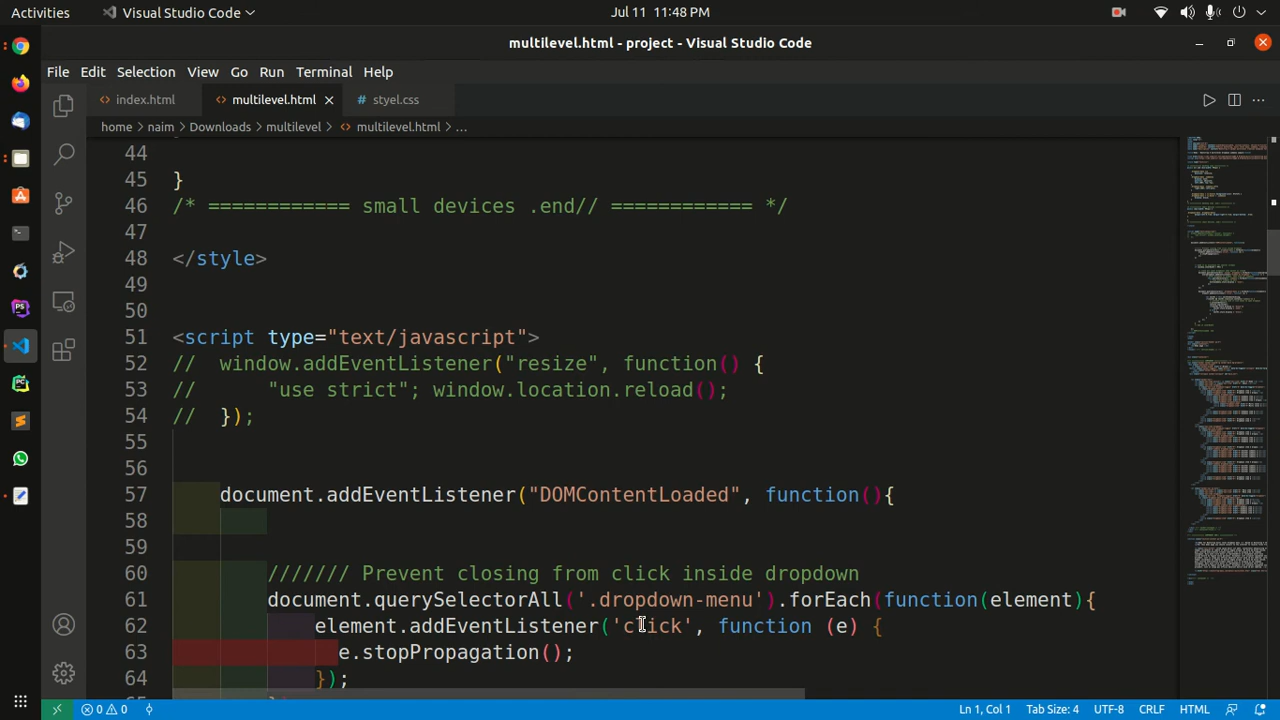 Activities
Visual Studio Code
Jul 11 11:48 PM
multilevel.html - project - Visual Studio Code
File Edit Selection View Go Run Terminal Help
index.html
multilevel.html
styel.css
home naim Downloads multilevel multilevel.html ...
44
45 }
46 /* ============ small devices .end// ============ */
47
48 </style>
49
50
51 <script type="text/javascript">
52 // window.addEventListener("resize", function() {
53 // "use strict"; window.location.reload();
54 // });
55
56
57 document.addEventListener("DOMContentLoaded", function(){
58
59
60 /////// Prevent closing from click inside dropdown
61 document.querySelectorAll('.dropdown-menu').forEach(function(element){
62 element.addEventListener('click', function (e) {
63 e.stopPropagation();
64 });
0 0
Ln 1, Col 1
Tab Size: 4
UTF-8
CRLF
HTML